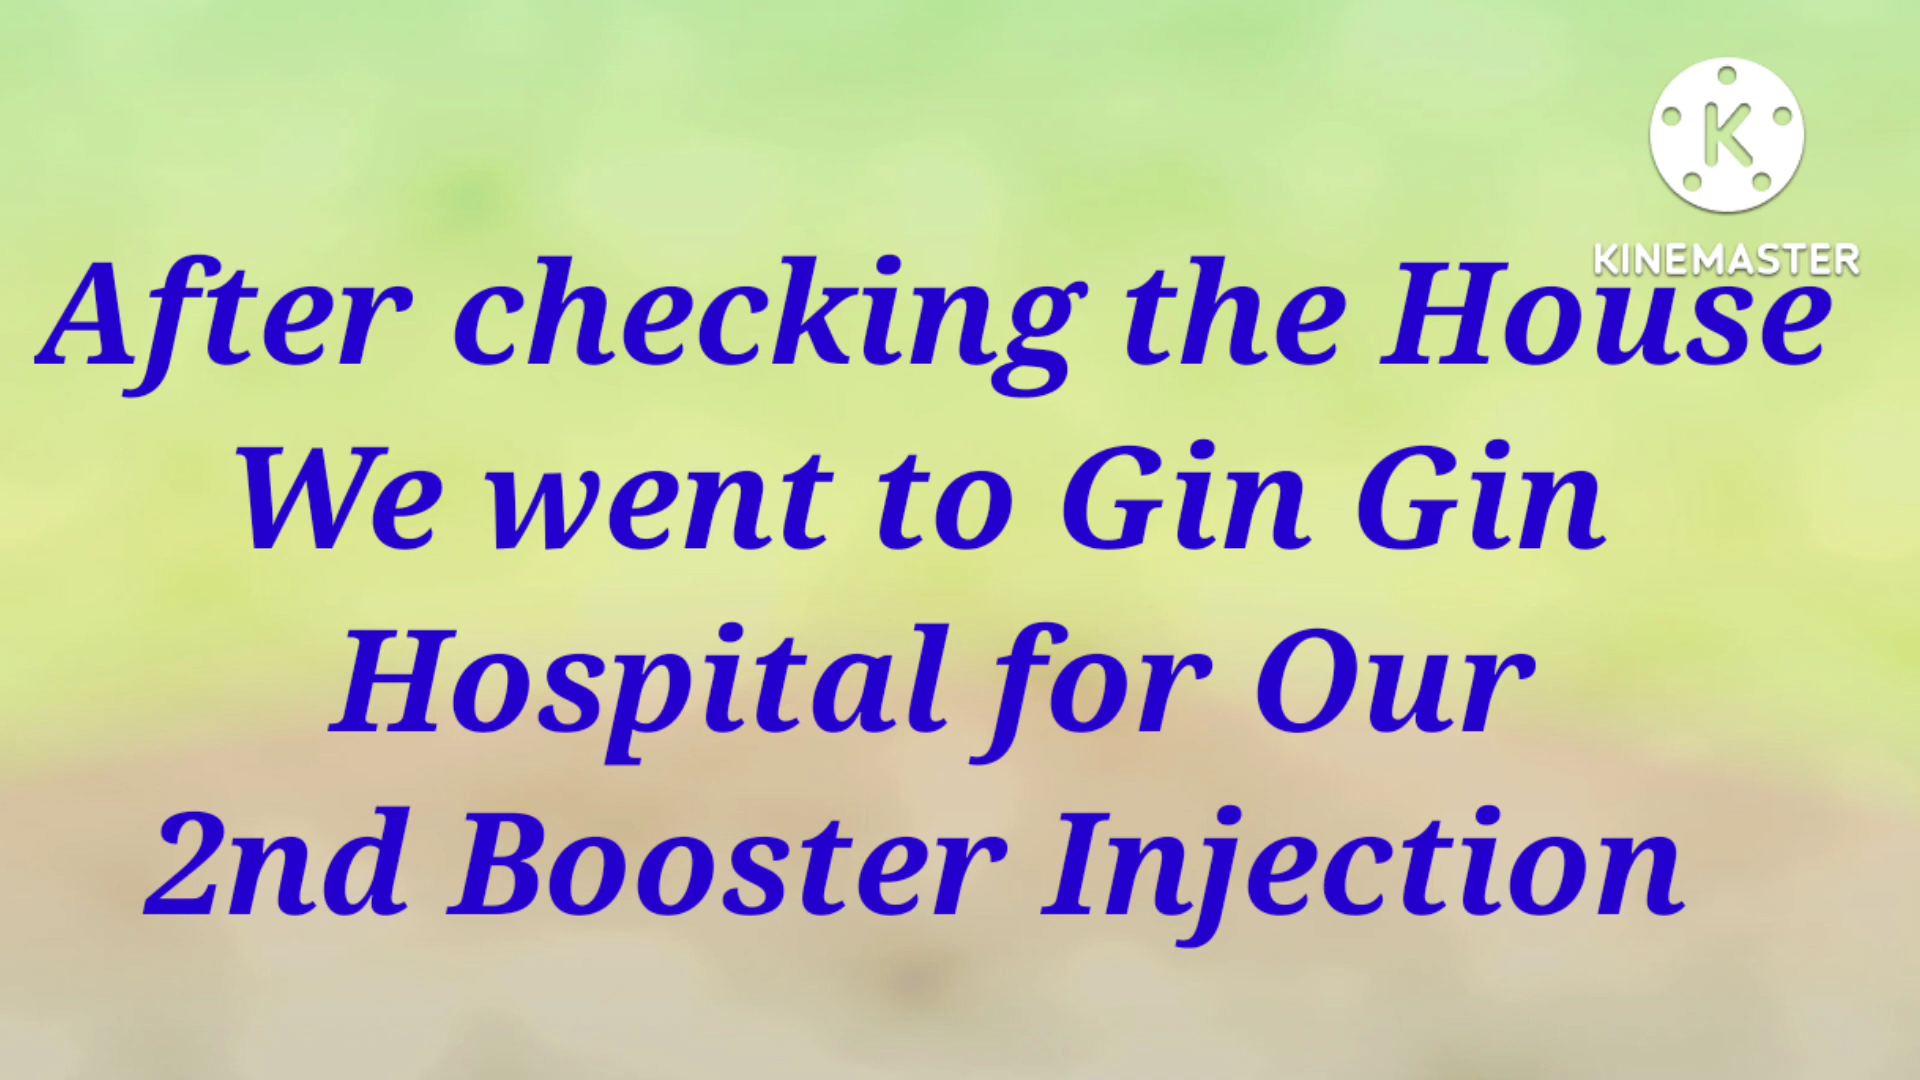 K
KINEMASTER
After checking the House
We went to Gin Gin
Hospital for Our
2nd Booster Injection